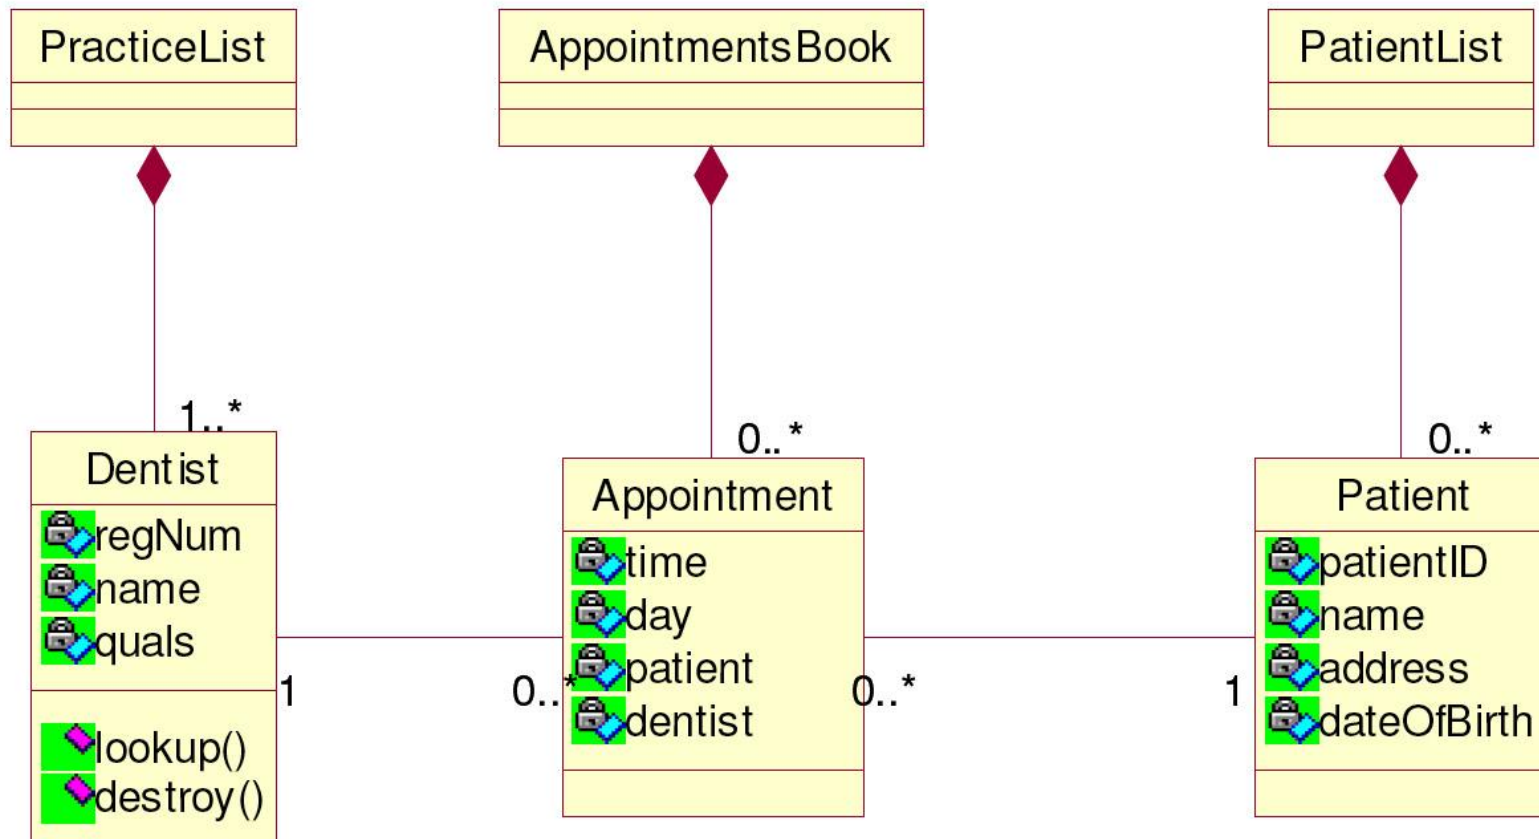 PracticeList
AppointmentsBook
PatientList
1..*
0..*
0..*
Dentist
regNum
name
quals
lookup()
destroy()
1
0..*
Appointment
time
day
patient
dentist
0..*
1
Patient
patientID
name
address
dateOfBirth